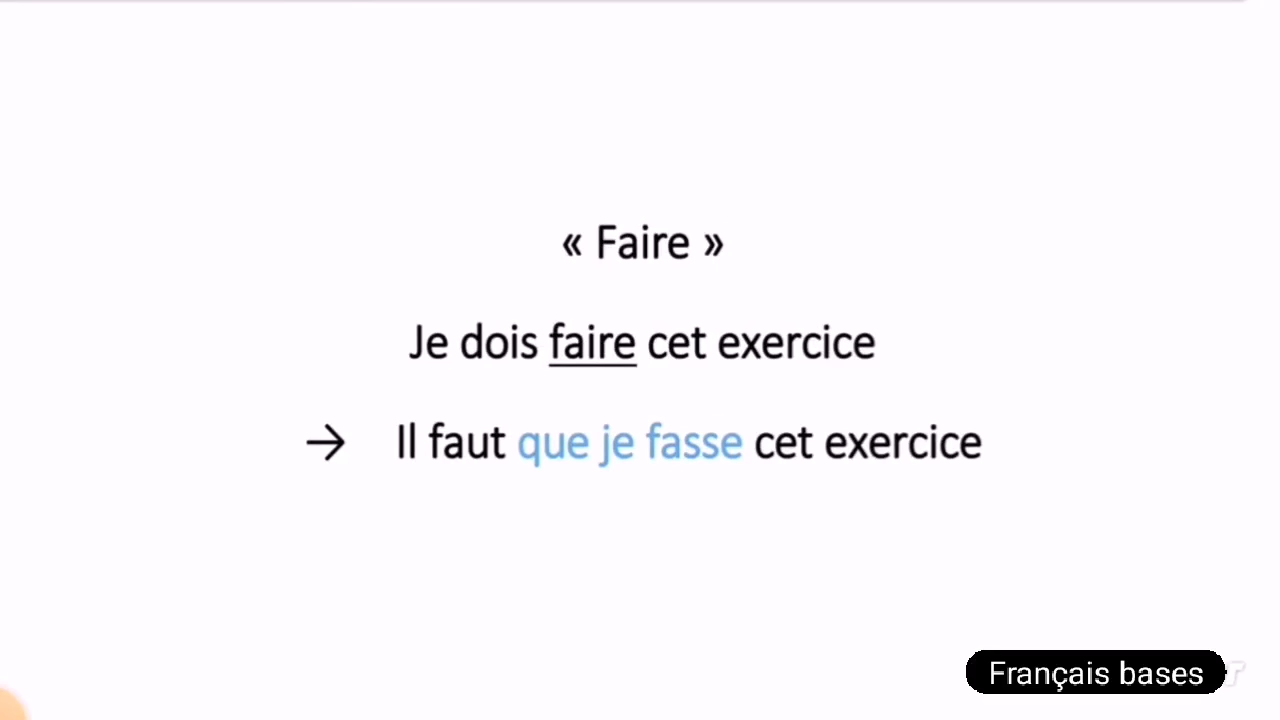 « Faire »
Je dois faire cet exercice
→ Il faut que je fasse cet exercice
Français bases